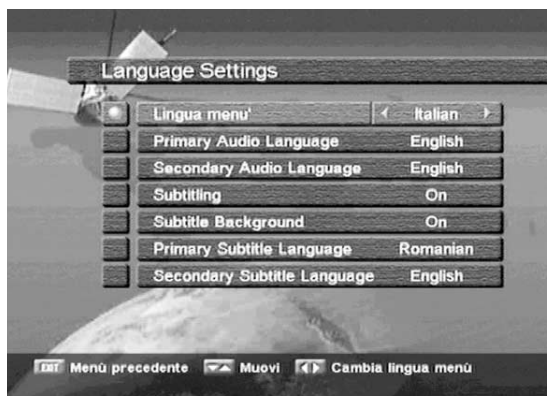 Language Settings
Lingua menu' Italian
Primary Audio Language English
Secondary Audio Language English
Subtitling On
Subtitle Background On
Primary Subtitle Language Romanian
Secondary Subtitle Language English
EXIT Menù precedente Muovi Cambia lingua menù